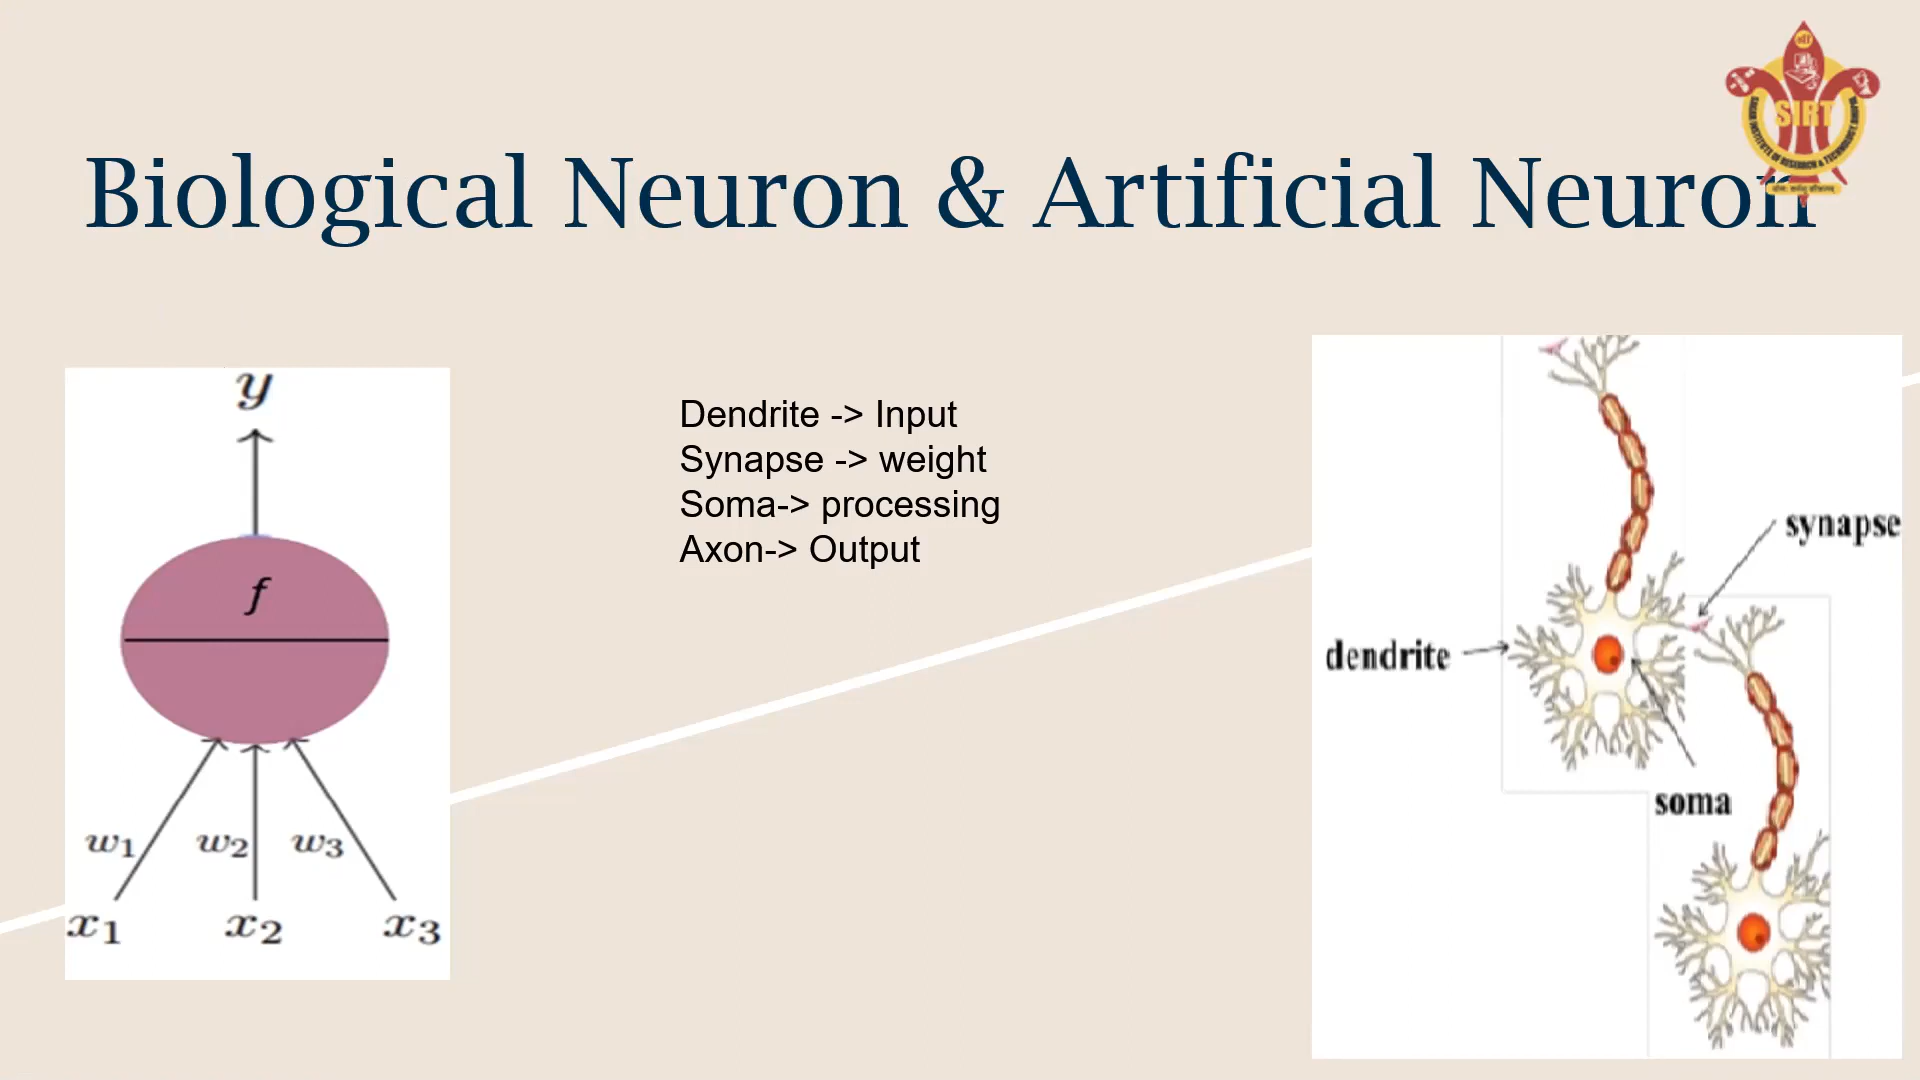 SIRT
Biological Neuron & Artificial Neuron
y
f
w1 w2 w3
x1 x2 x3
Dendrite -> Input
Synapse -> weight
Soma-> processing
Axon-> Output
synapse
dendrite
soma